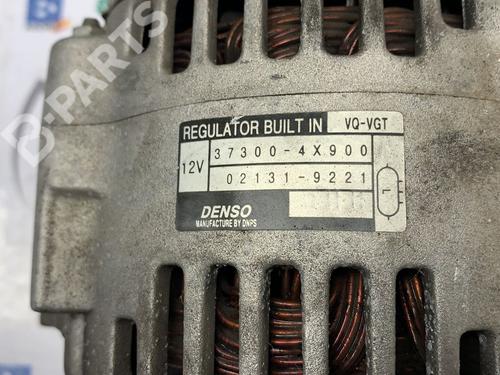 B-PARTS
REGULATOR BUILT IN VQ-VGT
12V 37300-4X900
02131-9221
DENSO
MANUFACTURE BY DNPS
L